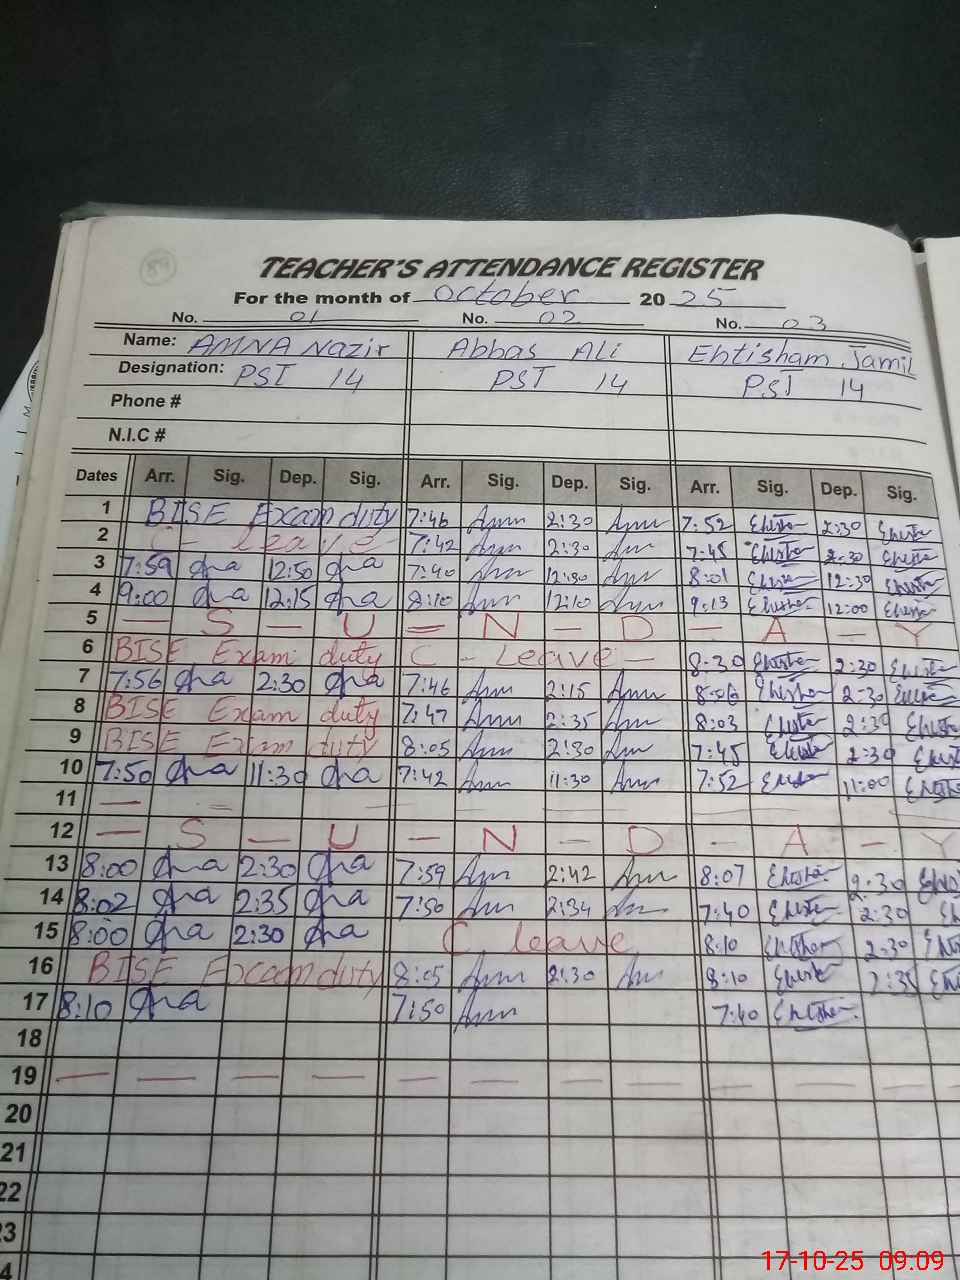 89
TEACHER'S ATTENDANCE REGISTER
For the month of October 2025
No. 01 No. 02 No. 03
Name: AMNA Nazir Abbas Ali Ehtisham Jamil
Designation: PST 14 PST 14 PST 14
Phone #
N.I.C #
Dates Arr. Sig. Dep. Sig. Arr. Sig. Dep. Sig. Arr. Sig. Dep. Sig.
1 BISE Exam duty 7:46 2:30 7:52 2:30
2 C - leave 7:42 2:30 7:45 2:30
3 7:59 12:50 7:40 12:30 8:01 12:30
4 9:00 12:15 8:10 12:10 9:13 12:00
5 — S — U — N — D — A — Y
6 BISE Exam duty C - Leave - 8:30 2:30
7 7:56 2:30 7:46 2:15 8:06 2:30
8 BISE Exam duty 7:47 2:35 8:03 2:30
9 BISE Exam duty 8:05 2:30 7:45 2:30
10 7:50 11:30 7:42 11:30 7:52 11:00
11 —
12 — S — U — N — D — A — Y
13 8:00 2:30 7:59 2:42 8:07 2:30
14 8:02 2:35 7:50 2:34 7:40 2:30
15 8:00 2:30 C leave 8:10 2:30
16 BISE Exam duty 8:05 2:30 8:10 2:35
17 8:10 7:50 7:40
18
19 — — — — — — — — — — —
20
21
22
23
4
17-10-25 09:09